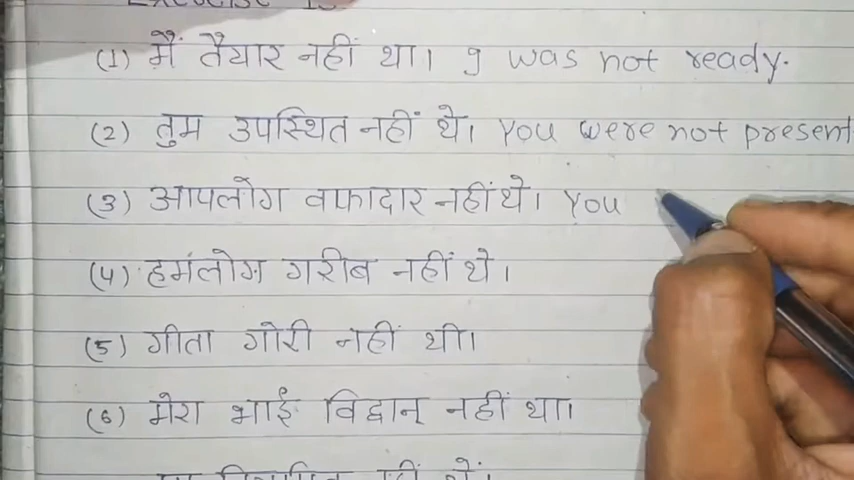 (1) मैं तैयार नहीं था। I was not ready.
(2) तुम उपस्थित नहीं थे। You were not present
(3) आपलोग वफादार नहीं थे। You
(4) हमलोग गरीब नहीं थे।
(5) गीता गोरी नहीं थी।
(6) मेरा भाई विद्वान् नहीं था।